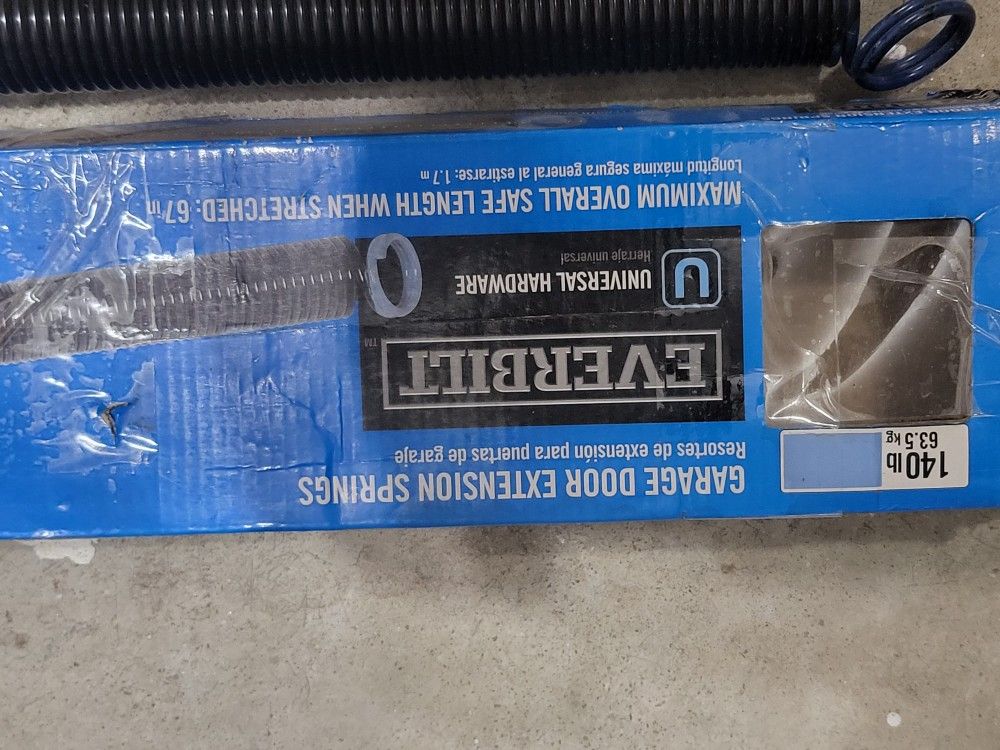 GARAGE DOOR EXTENSION SPRINGS
Resortes de extensión para puertas de garaje
140 lb
63.5 kg
EVERBILT™
U
UNIVERSAL HARDWARE
Herraje universal
MAXIMUM OVERALL SAFE LENGTH WHEN STRETCHED: 67 in
Longitud máxima segura general al estirarse: 1.7 m